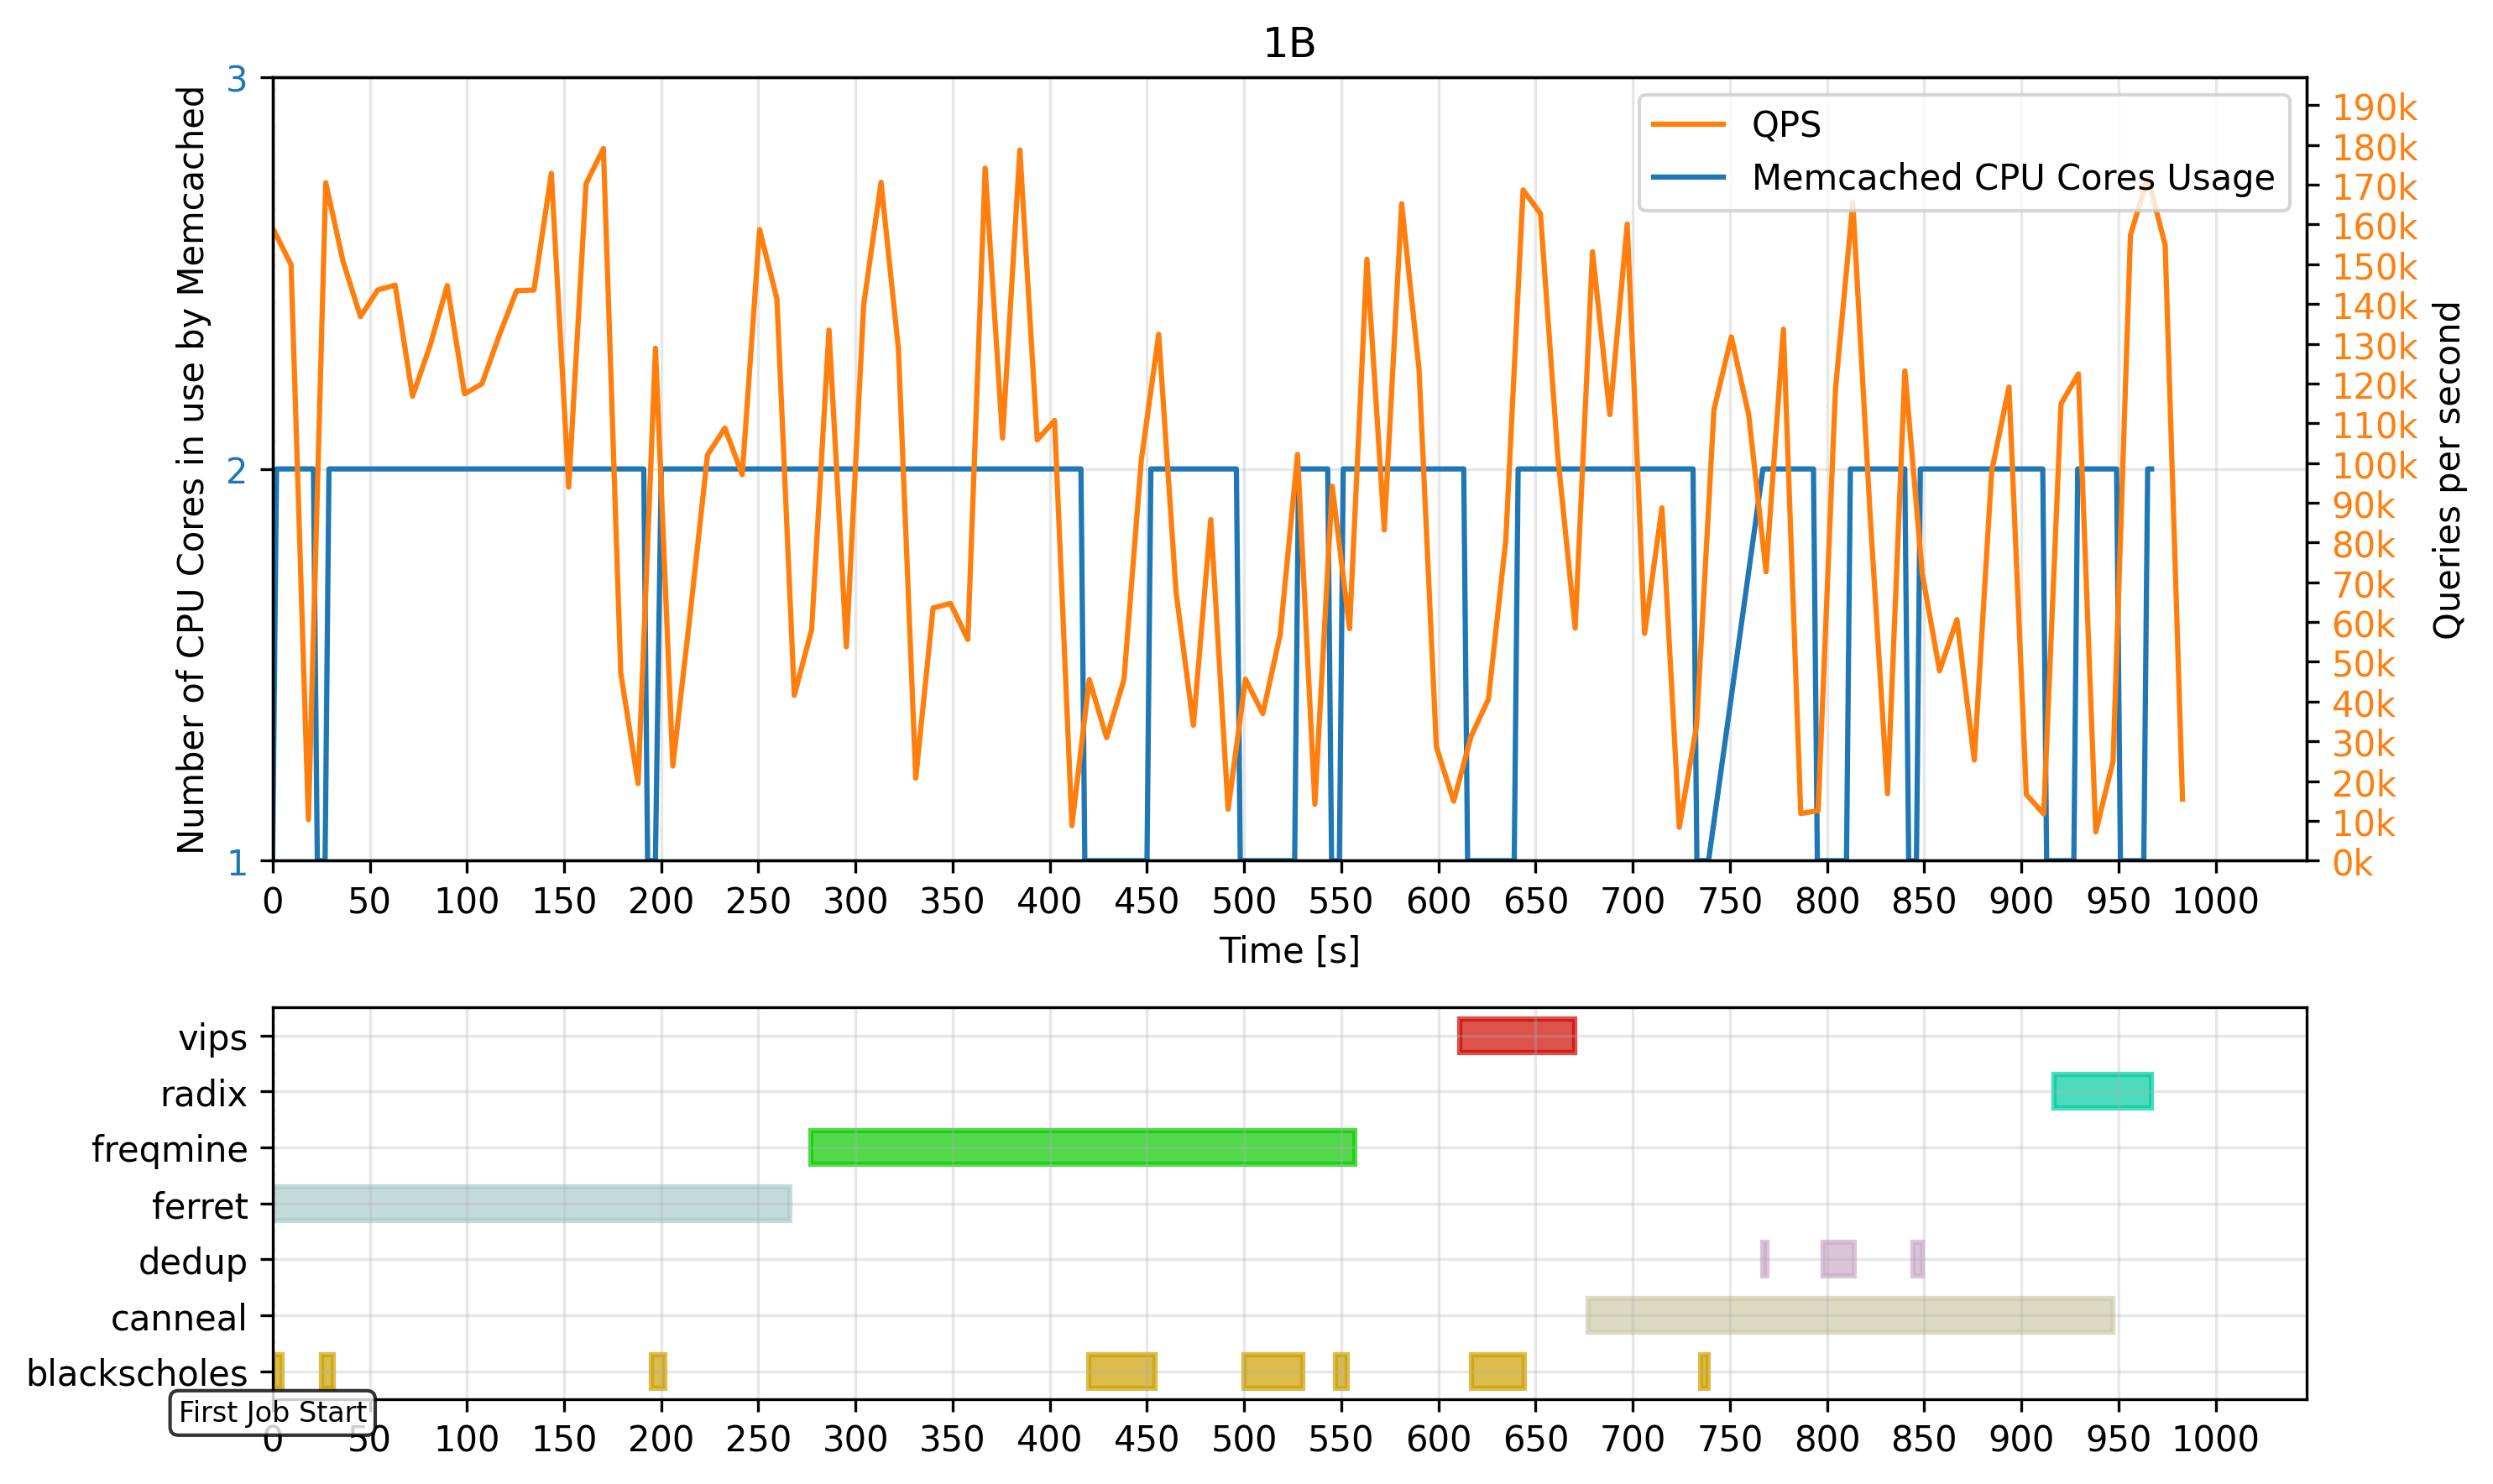 1B
Number of CPU Cores in use by Memcached
3
2
1
QPS
Memcached CPU Cores Usage
190k
180k
170k
160k
150k
140k
130k
120k
110k
100k
90k
80k
70k
60k
50k
40k
30k
20k
10k
0k
Queries per second
0 50 100 150 200 250 300 350 400 450 500 550 600 650 700 750 800 850 900 950 1000
Time [s]
vips
radix
freqmine
ferret
dedup
canneal
blackscholes
First Job Start
0 50 100 150 200 250 300 350 400 450 500 550 600 650 700 750 800 850 900 950 1000